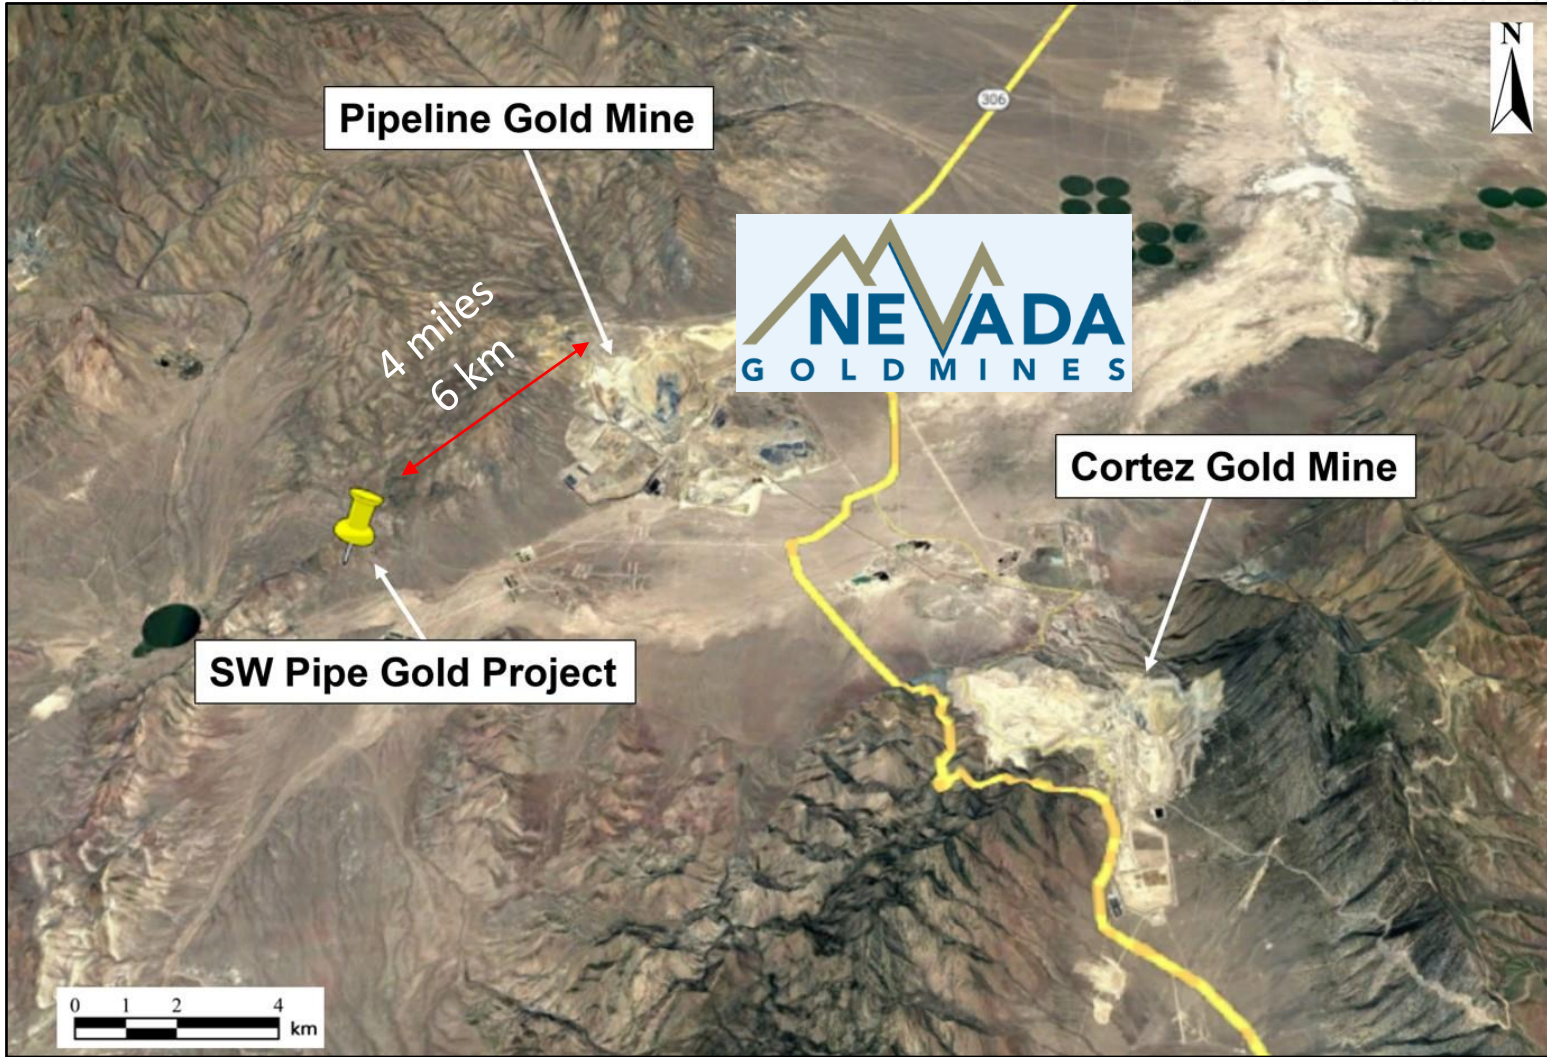 N
306
Pipeline Gold Mine
NEVADA
GOLDMINES
4 miles
6 km
Cortez Gold Mine
SW Pipe Gold Project
0 1 2 4
km